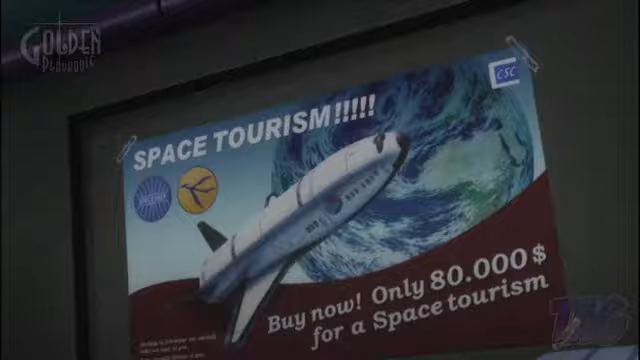 GOLDEN
CSC
SPACE TOURISM!!!!!
Buy now! Only 80.000$
for a Space tourism